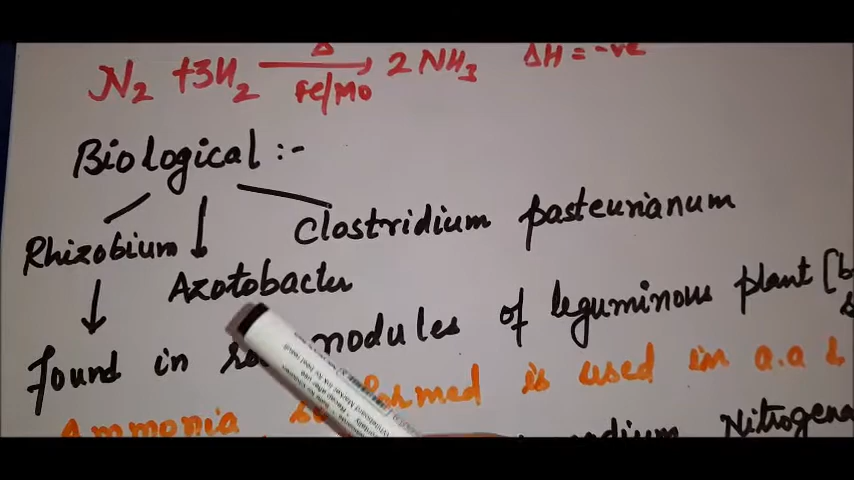 N2 + 3H2 Δ→ Fe/Mo 2NH3 ΔH = -ve
Biological :-
Rhizobium Azotobacter Clostridium pasteurianum
found in nodules of leguminous plant [b
Ammonia so formed is used in a.a &
Nitrogena